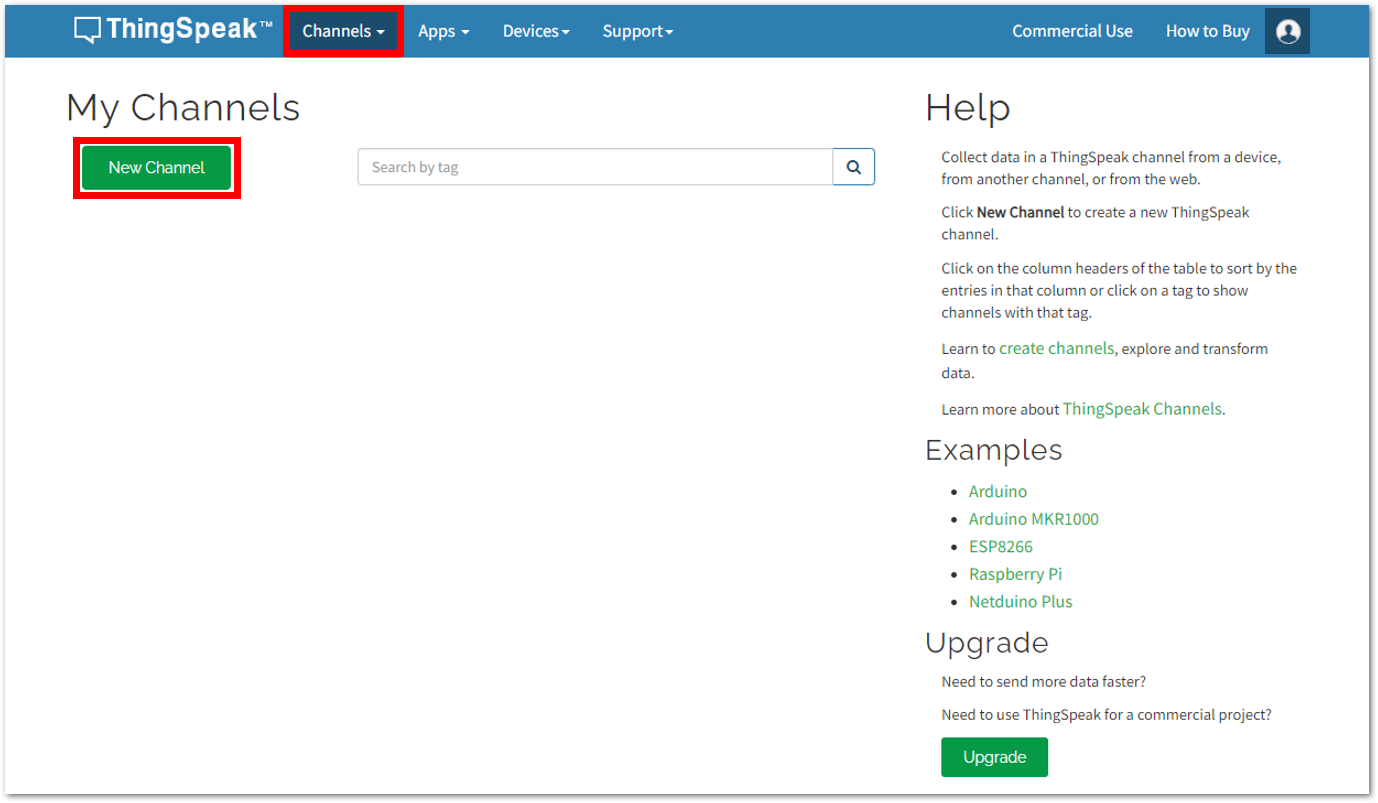 ThingSpeak™
Channels
Apps
Devices
Support
Commercial Use
How to Buy
My Channels
New Channel
Search by tag
Help
Collect data in a ThingSpeak channel from a device,
from another channel, or from the web.
Click New Channel to create a new ThingSpeak
channel.
Click on the column headers of the table to sort by the
entries in that column or click on a tag to show
channels with that tag.
Learn to create channels, explore and transform
data.
Learn more about ThingSpeak Channels.
Examples
Arduino
Arduino MKR1000
ESP8266
Raspberry Pi
Netduino Plus
Upgrade
Need to send more data faster?
Need to use ThingSpeak for a commercial project?
Upgrade